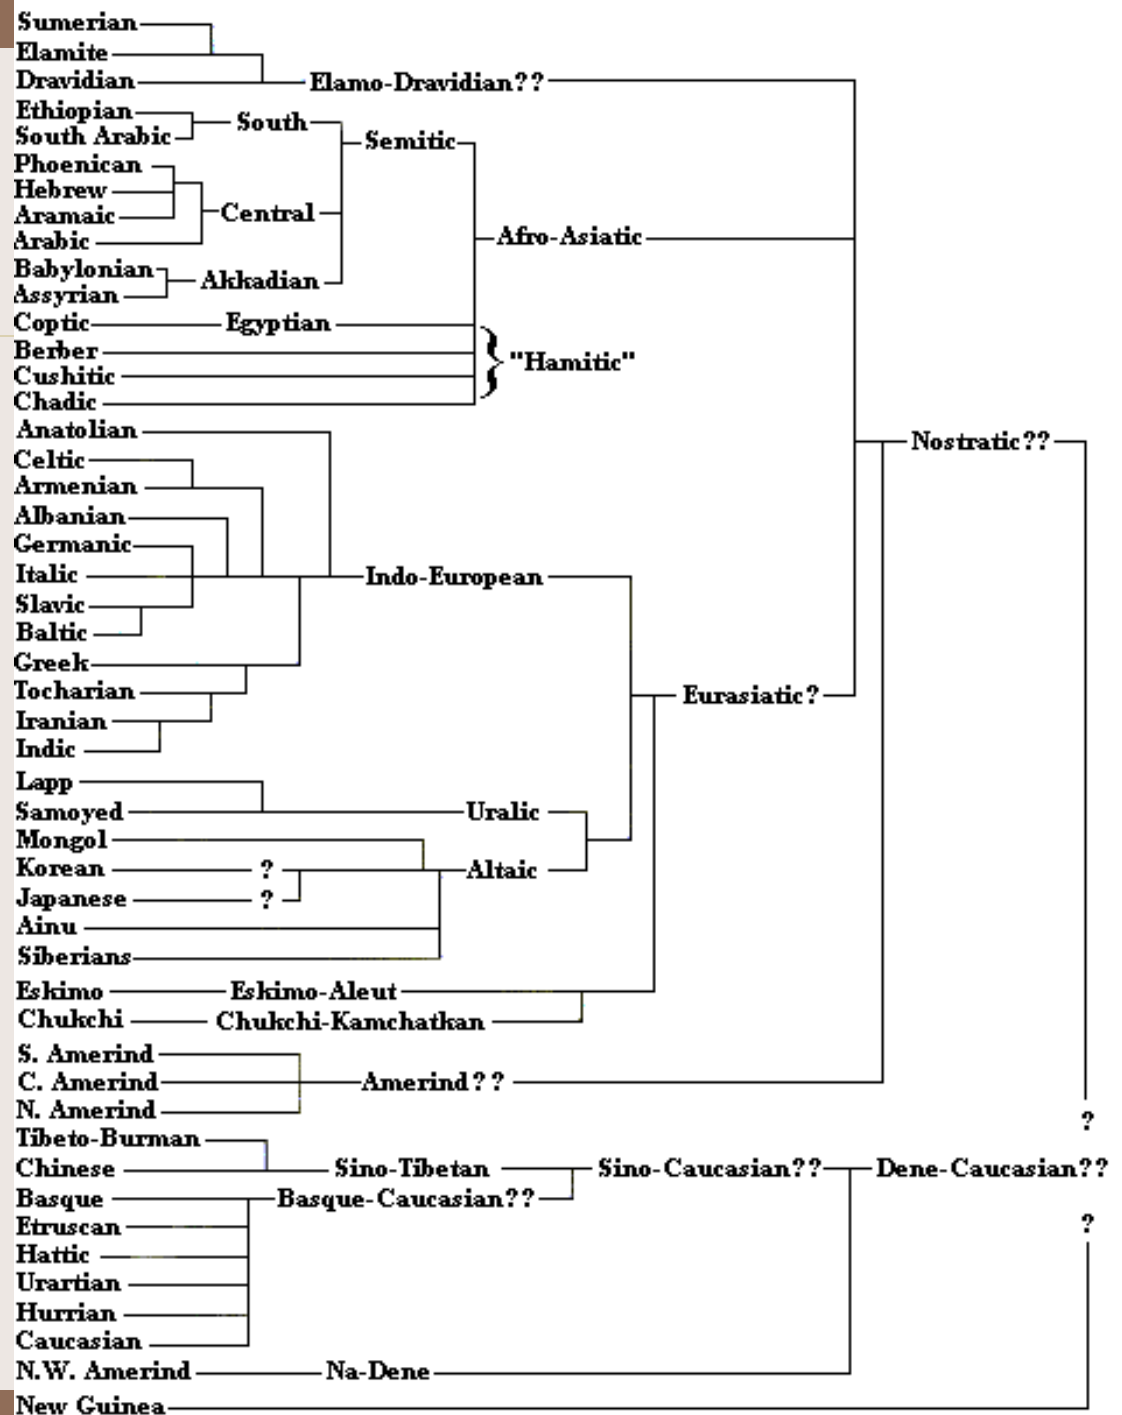 Sumerian
Elamite
Dravidian Elamo-Dravidian??
Ethiopian
South
South Arabic
Semitic
Phoenican
Hebrew
Aramaic Central
Arabic
Afro-Asiatic
Babylonian
Akkadian
Assyrian
Coptic Egyptian
Berber
"Hamitic"
Cushitic
Chadic
Anatolian
Nostratic??
Celtic
Armenian
Albanian
Germanic
Italic Indo-European
Slavic
Baltic
Greek
Tocharian Eurasiatic?
Iranian
Indic
Lapp
Samoyed Uralic
Mongol
Korean ? Altaic
Japanese ?
Ainu
Siberians
Eskimo Eskimo-Aleut
Chukchi Chukchi-Kamchatkan
S. Amerind
C. Amerind Amerind??
N. Amerind
?
Tibeto-Burman
Chinese Sino-Tibetan Sino-Caucasian?? Dene-Caucasian??
Basque Basque-Caucasian??
Etruscan ?
Hattic
Urartian
Hurrian
Caucasian
N.W. Amerind Na-Dene
New Guinea